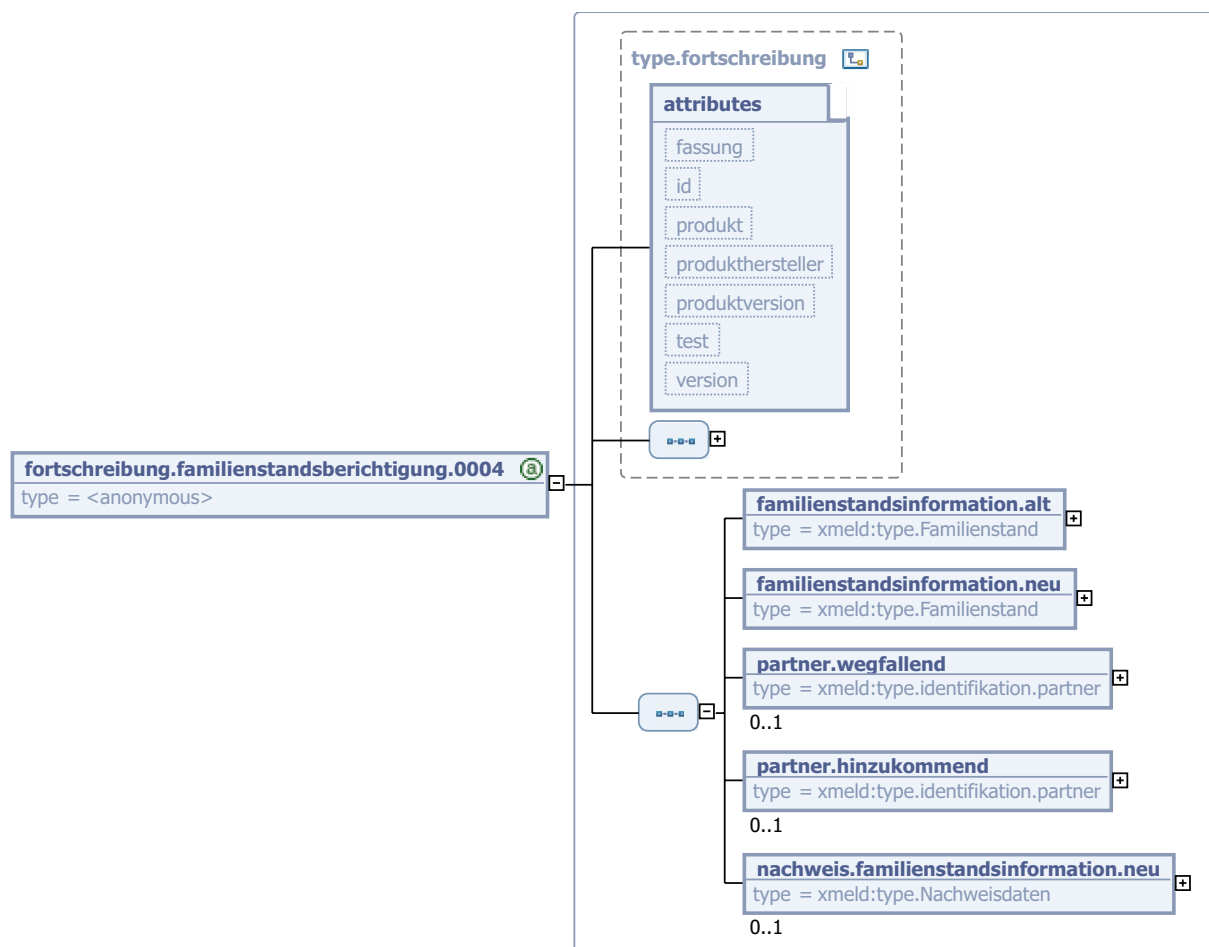 type.fortschreibung
attributes
fassung
id
produkt
produkthersteller
produktversion
test
version
fortschreibung.familienstandsberichtigung.0004
type = <anonymous>
familienstandsinformation.alt
type = xmeld:type.Familienstand
familienstandsinformation.neu
type = xmeld:type.Familienstand
partner.wegfallend
type = xmeld:type.identifikation.partner
0..1
partner.hinzukommend
type = xmeld:type.identifikation.partner
0..1
nachweis.familienstandsinformation.neu
type = xmeld:type.Nachweisdaten
0..1